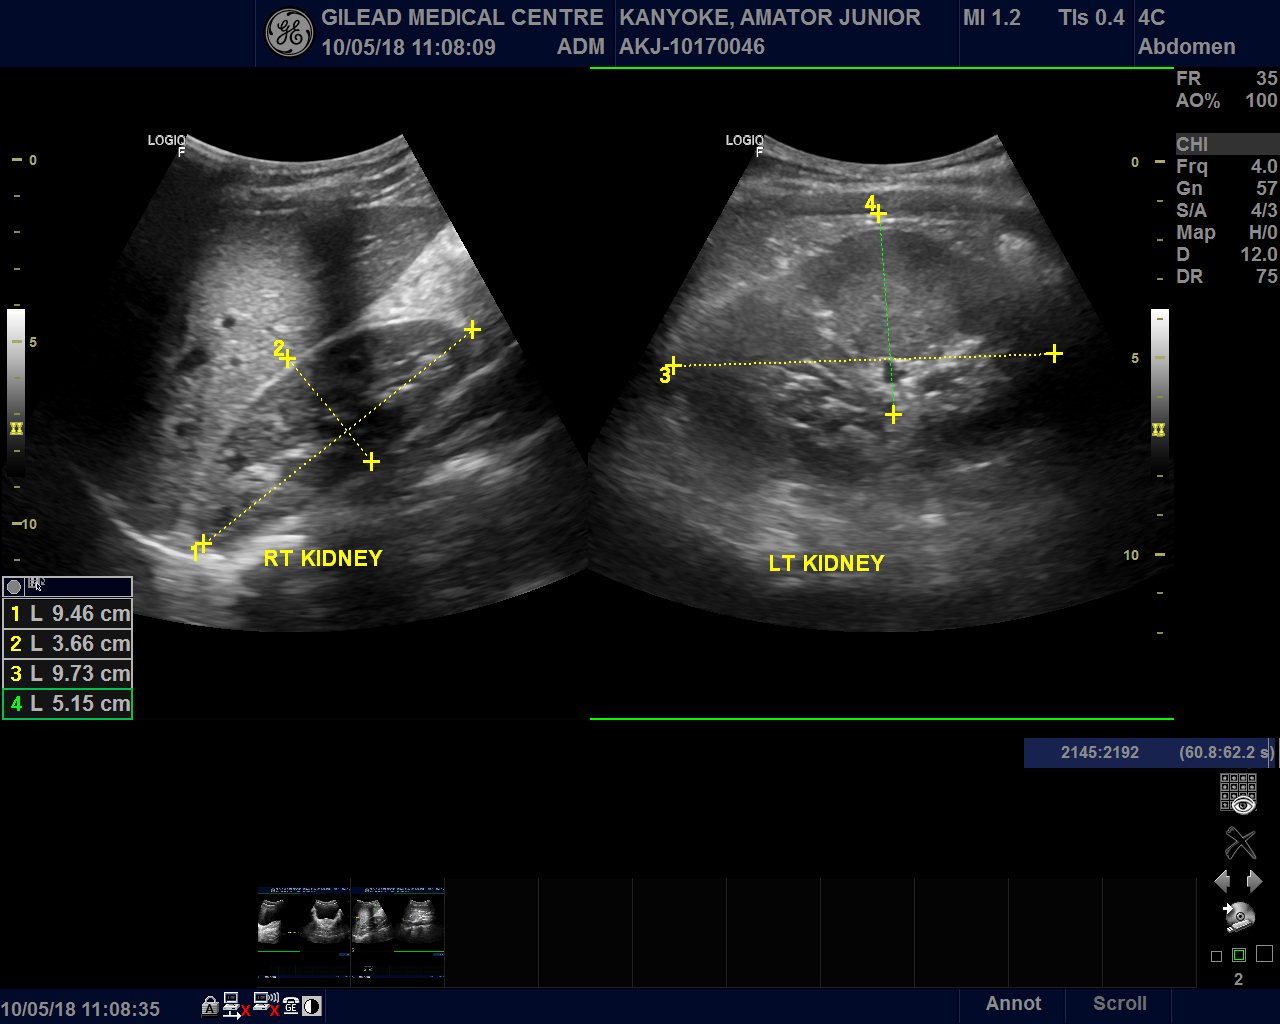 GILEAD MEDICAL CENTRE
10/05/18 11:08:09 ADM
KANYOKE, AMATOR JUNIOR
AKJ-10170046
MI 1.2 TIs 0.4
4C
Abdomen
FR 35
AO% 100
CHI
Frq 4.0
Gn 57
S/A 4/3
Map H/0
D 12.0
DR 75
LOGIQ
F
0
5
10
2
1
RT KIDNEY
LOGIQ
F
0
5
10
4
3
LT KIDNEY
1 L 9.46 cm
2 L 3.66 cm
3 L 9.73 cm
4 L 5.15 cm
2145:2192 (60.8:62.2 s)
2
10/05/18 11:08:35
Annot
Scroll